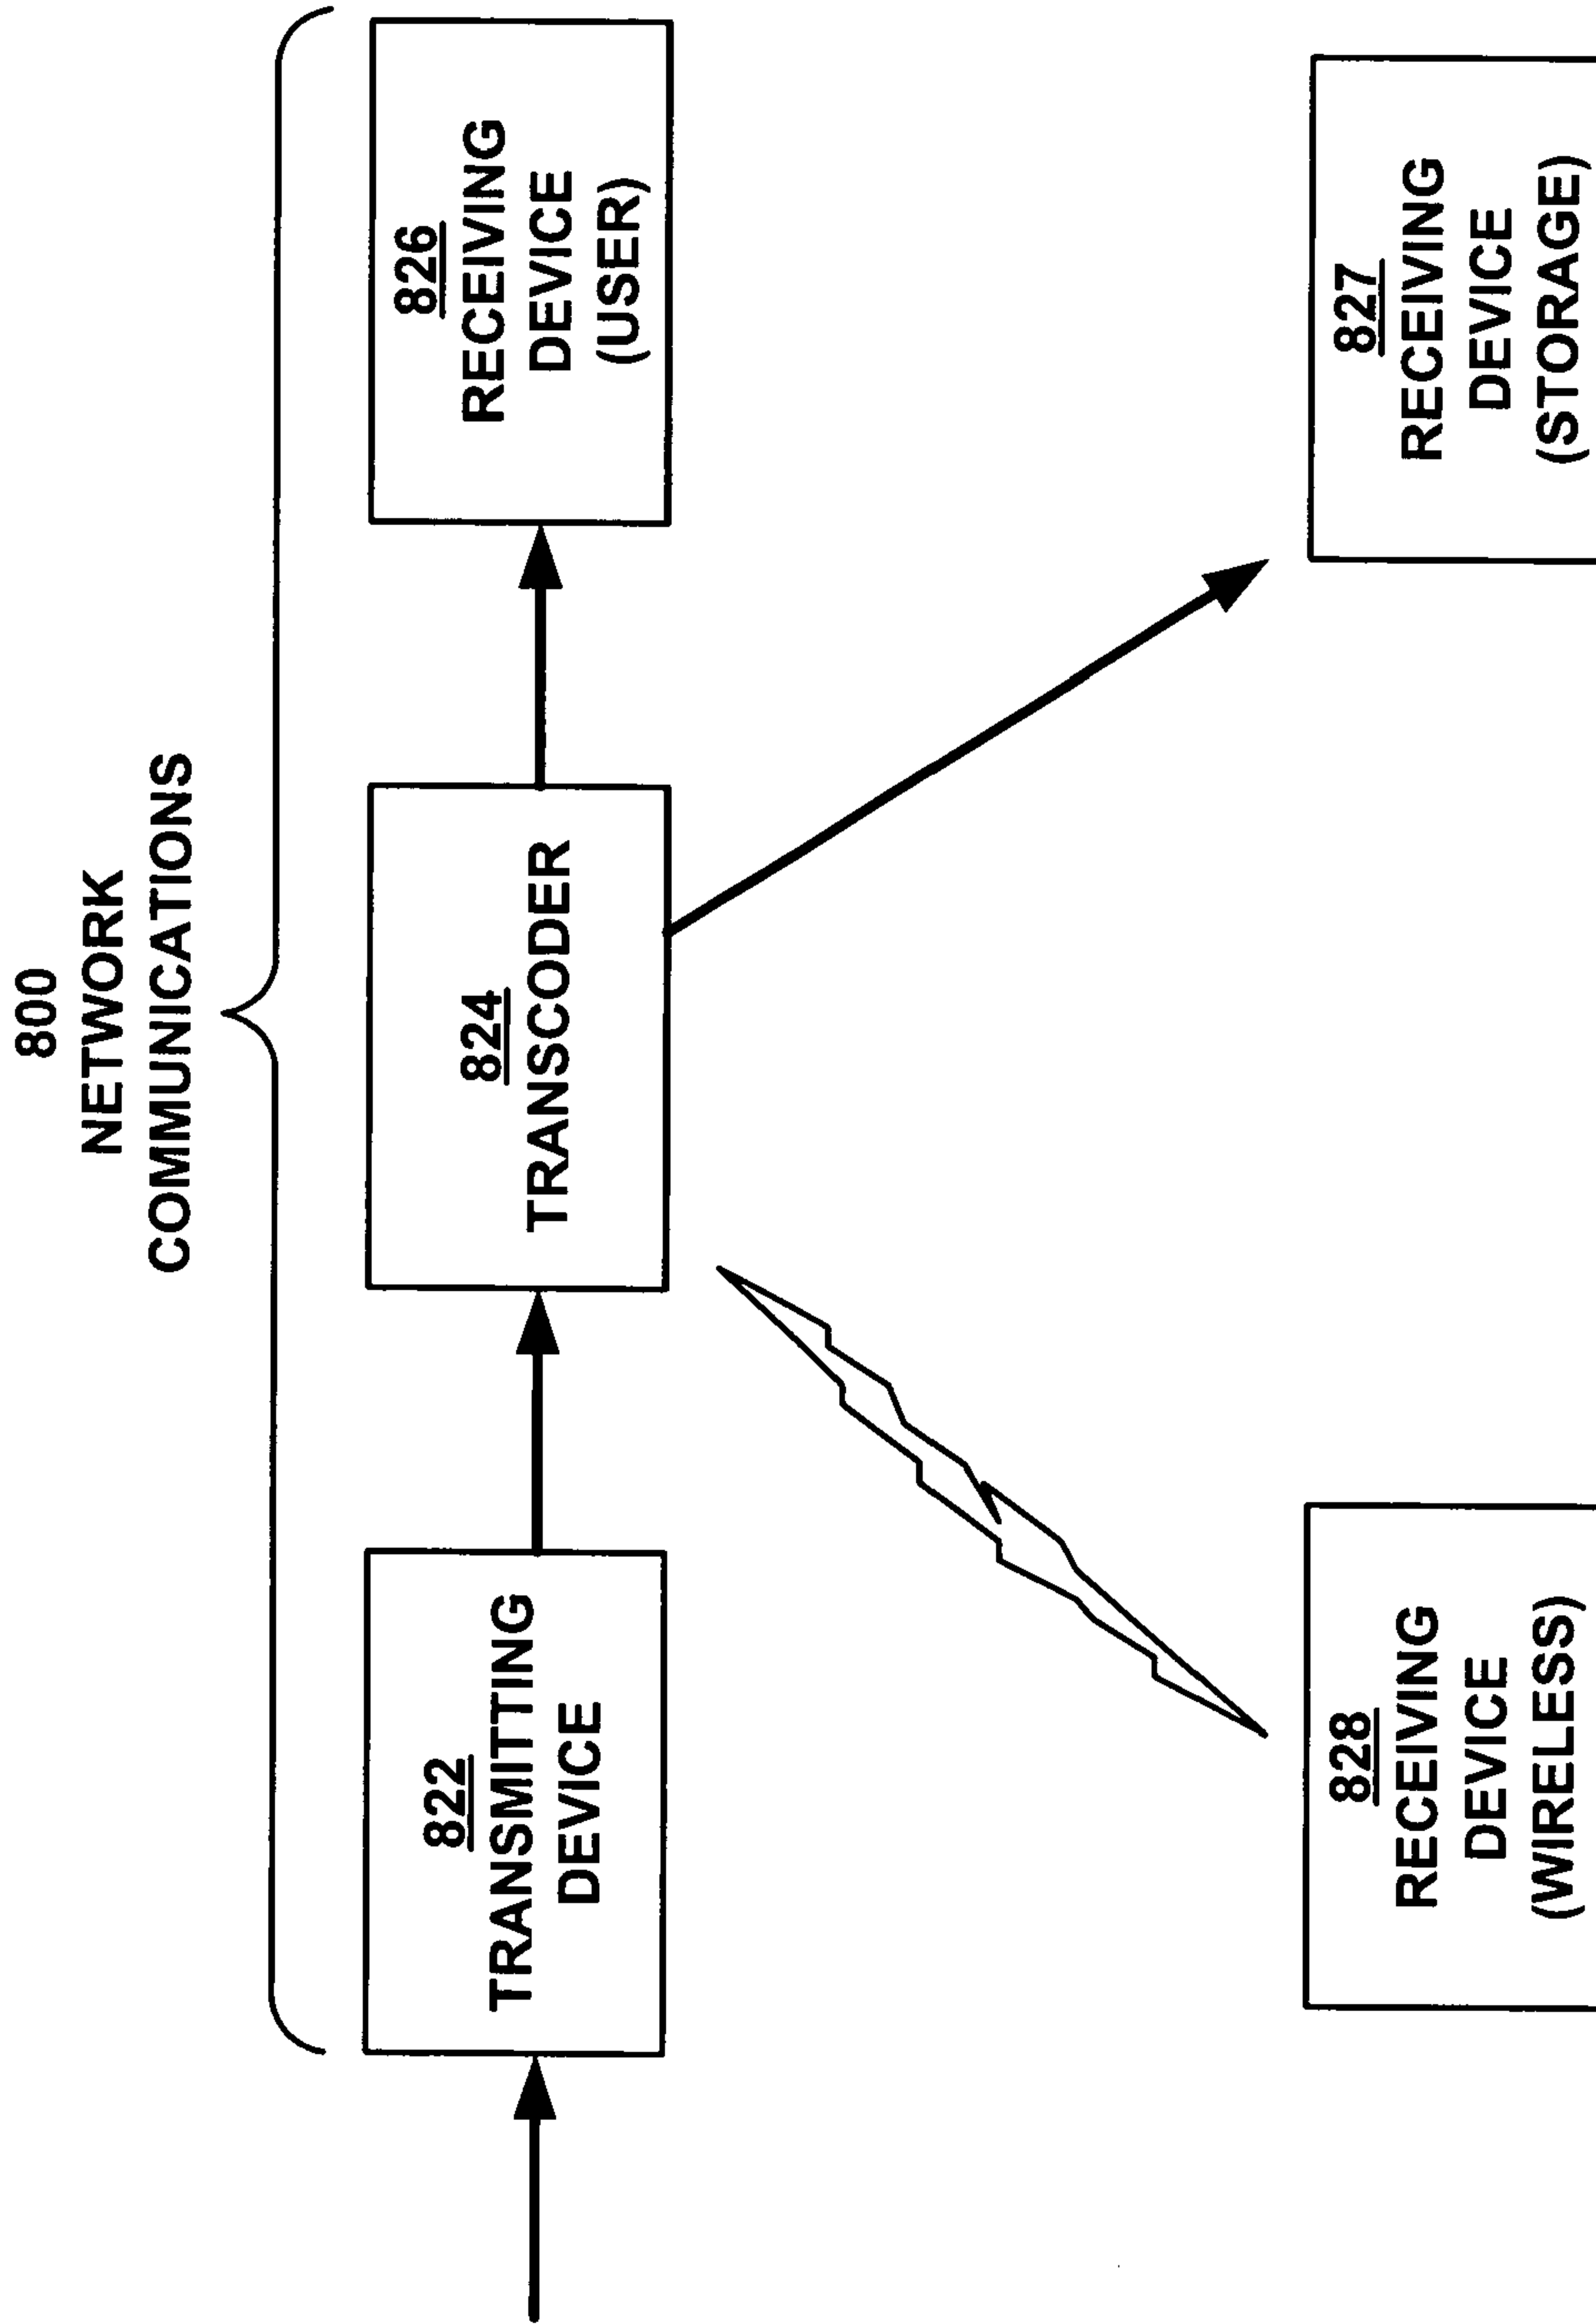 800
NETWORK
COMMUNICATIONS
822
TRANSMITTING
DEVICE
824
TRANSCODER
826
RECEIVING
DEVICE
(USER)
828
RECEIVING
DEVICE
(WIRELESS)
827
RECEIVING
DEVICE
(STORAGE)